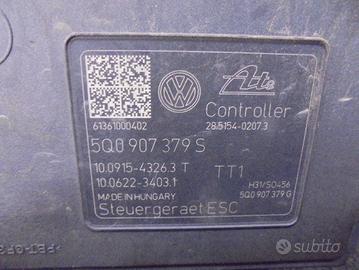 Ate
Controller
61361000402
28.5154-0207.3
5Q0 907 379 S
10.0915-4326.3 T
TT1
10.0622-3403.1
H31/S0456
MADE IN HUNGARY
5Q0 907 379 G
Steuergeraet ESC
subito